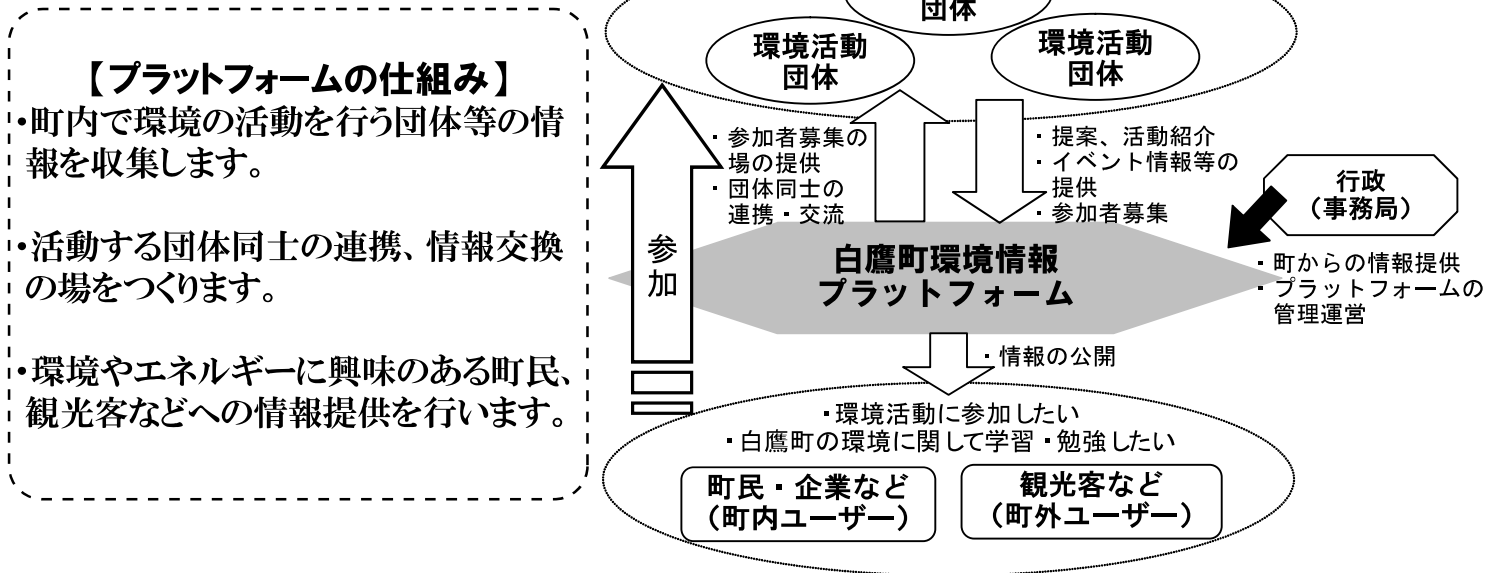 【プラットフォームの仕組み】
・町内で環境の活動を行う団体等の情
報を収集します。
・活動する団体同士の連携、情報交換
の場をつくります。
・環境やエネルギーに興味のある町民、
観光客などへの情報提供を行います。
団体
環境活動
団体
環境活動
団体
・参加者募集の
場の提供
・団体同士の
連携・交流
・提案、活動紹介
・イベント情報等の
提供
・参加者募集
行政
（事務局）
・町からの情報提供
・プラットフォームの
管理運営
参加
白鷹町環境情報
プラットフォーム
・情報の公開
・環境活動に参加したい
・白鷹町の環境に関して学習・勉強したい
町民・企業など
（町内ユーザー）
観光客など
（町外ユーザー）